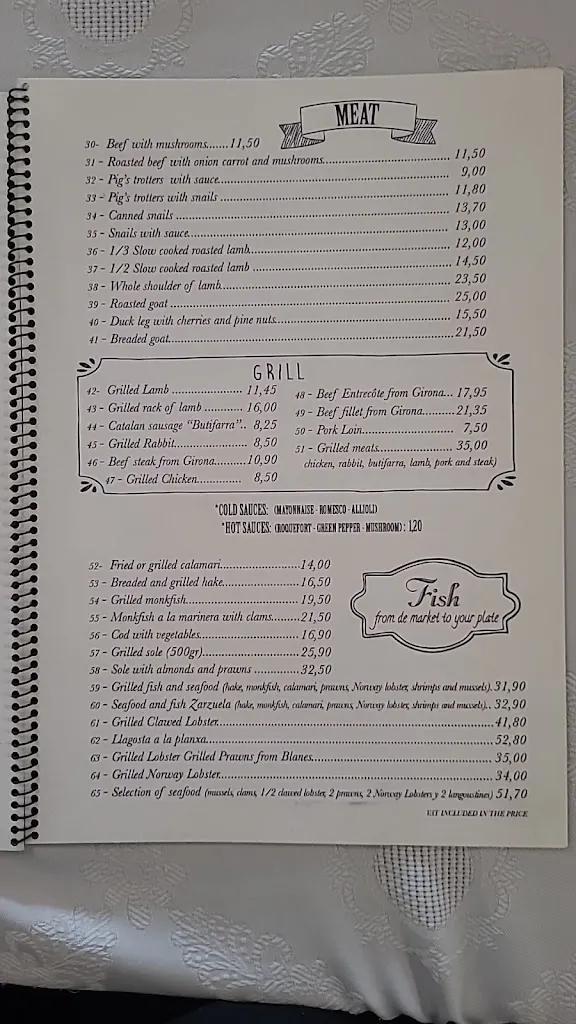 MEAT
30- Beef with mushrooms.......11,50
31 - Roasted beef with onion carrot and mushrooms.......11,50
32 - Pig's trotters with sauce.......9,00
33 - Pig's trotters with snails.......11,80
34 - Canned snails.......13,70
35 - Snails with sauce.......13,00
36 - 1/3 Slow cooked roasted lamb.......12,00
37 - 1/2 Slow cooked roasted lamb.......14,50
38 - Whole shoulder of lamb.......23,50
39 - Roasted goat.......25,00
40 - Duck leg with cherries and pine nuts.......15,50
41 - Breaded goat.......21,50
GRILL
42- Grilled Lamb.......11,45
43 - Grilled rack of lamb.......16,00
44 - Catalan sausage "Butifarra".. 8,25
45 - Grilled Rabbit.......8,50
46 - Beef steak from Girona.......10,90
47 - Grilled Chicken.......8,50
48 - Beef Entrecôte from Girona... 17,95
49 - Beef fillet from Girona.......21,35
50 - Pork Loin.......7,50
51 - Grilled meats.......35,00
chicken, rabbit, butifarra, lamb, pork and steak)
*COLD SAUCES: (MAYONNAISE - ROMESCO - ALLIOLI)
*HOT SAUCES: (ROQUEFORT - GREEN PEPPER - MUSHROOM) : 1,20
Fish
from de market to your plate
52- Fried or grilled calamari.......14,00
53 - Breaded and grilled hake.......16,50
54 - Grilled monkfish.......19,50
55 - Monkfish a la marinera with clams.......21,50
56 - Cod with vegetables.......16,90
57 - Grilled sole (500gr).......25,90
58 - Sole with almonds and prawns.......32,50
59 - Grilled fish and seafood (hake, monkfish, calamari, prawns, Norway lobster, shrimps and mussels). 31,90
60 - Seafood and fish Zarzuela (hake, monkfish, calamari, prawns, Norway lobster, shrimps and mussels).. 32,90
61 - Grilled Clawed Lobster.......41,80
62 - Llagosta a la planxa.......52,80
63 - Grilled Lobster Grilled Prawns from Blanes.......35,00
64 - Grilled Norway Lobster.......34,00
65 - Selection of seafood (mussels, clams, 1/2 clawed lobster, 2 prawns, 2 Norway Lobsters y 2 langoustines) 51,70
VAT INCLUDED IN THE PRICE